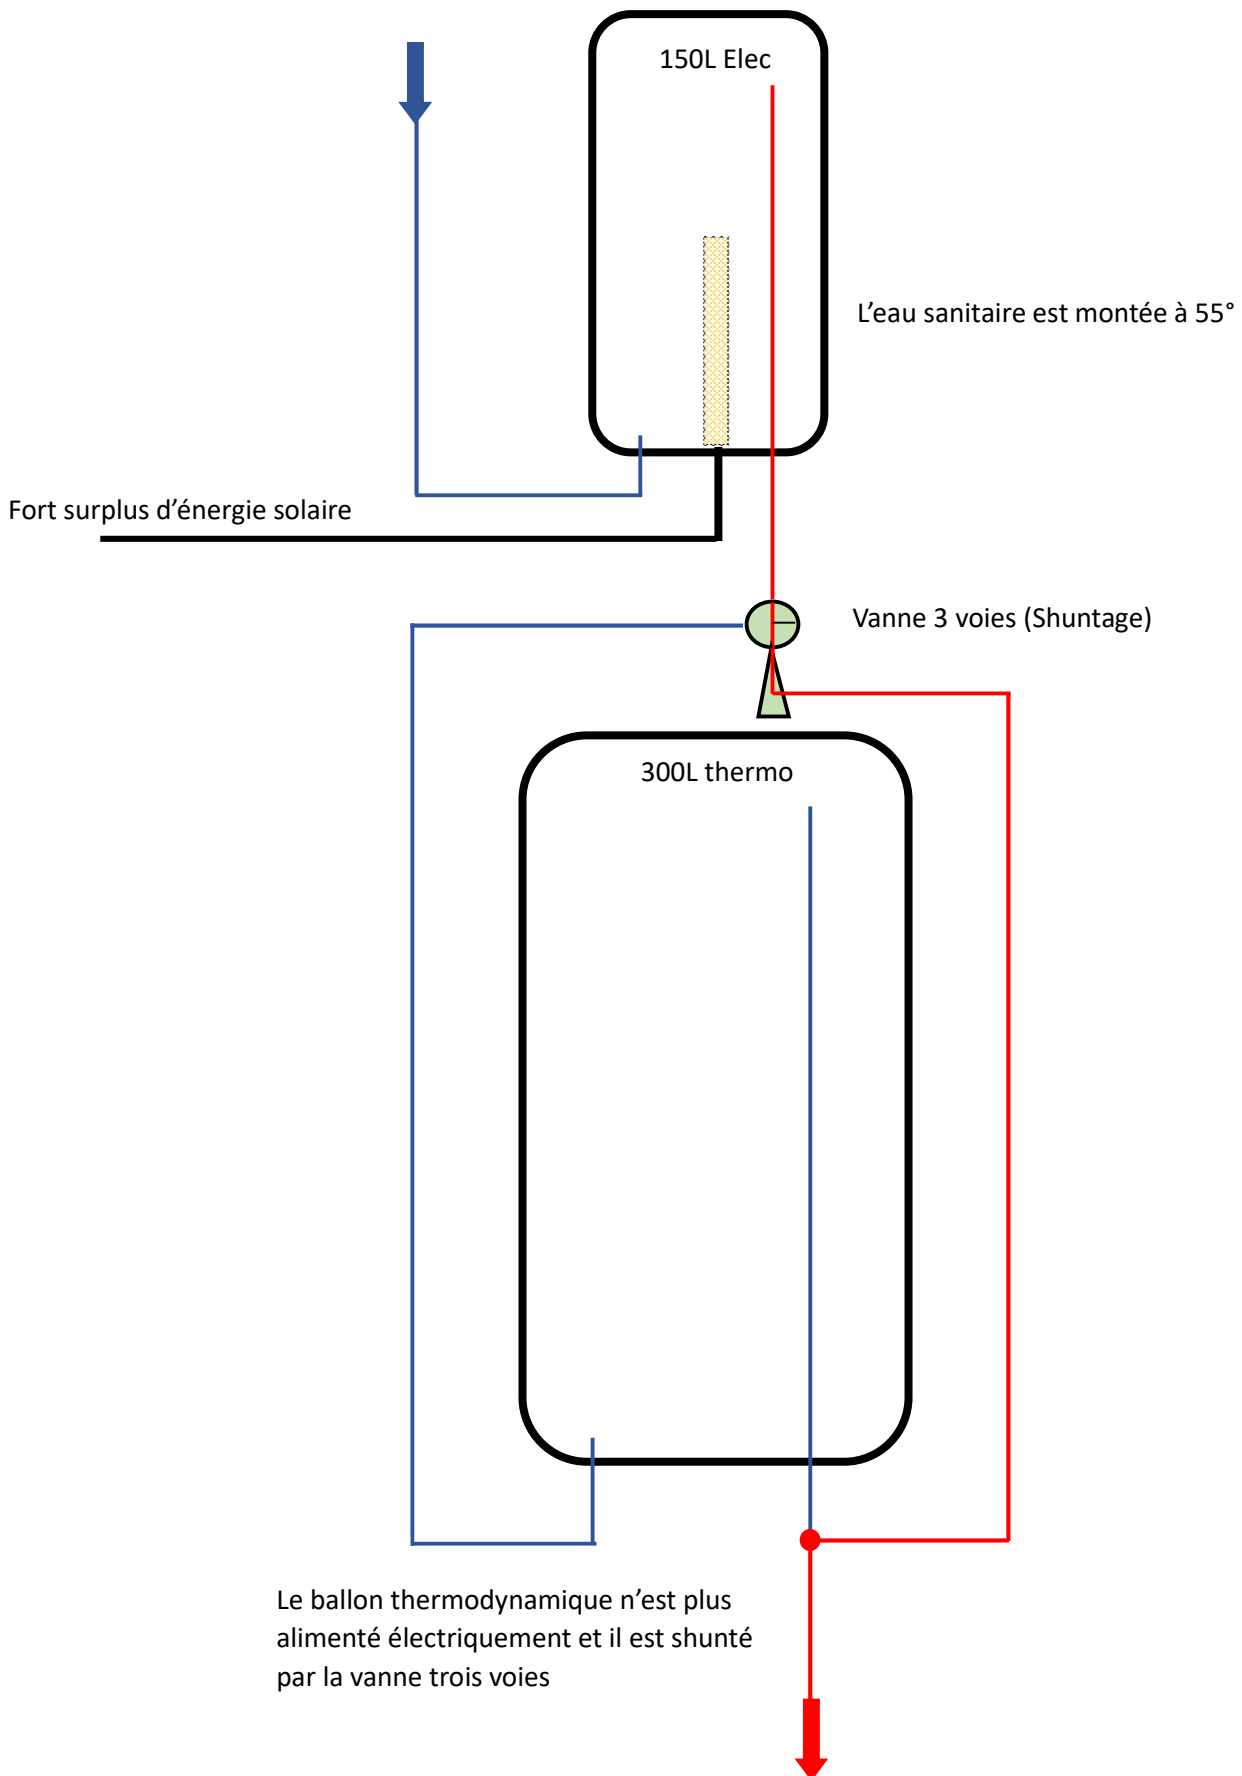 150L Elec
L’eau sanitaire est montée à 55°
Fort surplus d’énergie solaire
Vanne 3 voies (Shuntage)
300L thermo
Le ballon thermodynamique n’est plus
alimenté électriquement et il est shunté
par la vanne trois voies